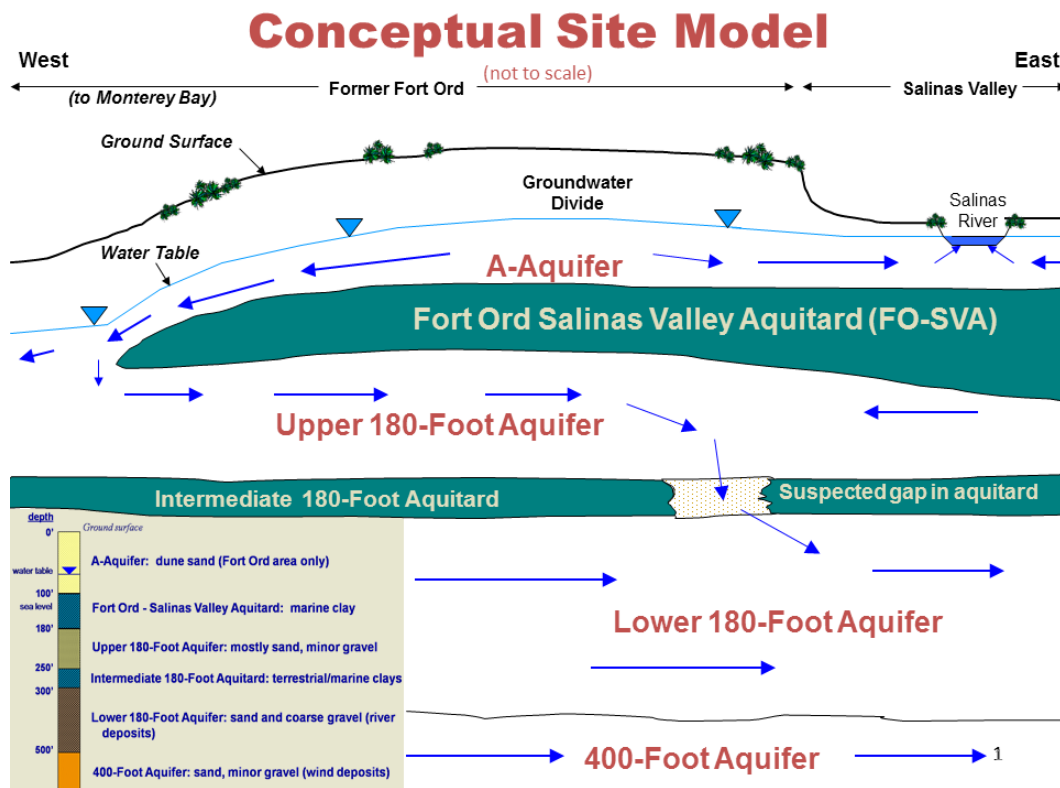 Conceptual Site Model
West
(not to scale)
East
(to Monterey Bay)
Former Fort Ord
Salinas Valley
Ground Surface
Groundwater
Divide
Salinas
River
Water Table
A-Aquifer
Fort Ord Salinas Valley Aquitard (FO-SVA)
Upper 180-Foot Aquifer
Intermediate 180-Foot Aquitard
Suspected gap in aquitard
depth
Ground surface
0'
A-Aquifer: dune sand (Fort Ord area only)
water table
100'
sea level
Fort Ord - Salinas Valley Aquitard: marine clay
180'
Upper 180-Foot Aquifer: mostly sand, minor gravel
250'
Intermediate 180-Foot Aquitard: terrestrial/marine clays
300'
Lower 180-Foot Aquifer: sand and coarse gravel (river
deposits)
500'
400-Foot Aquifer: sand, minor gravel (wind deposits)
Lower 180-Foot Aquifer
400-Foot Aquifer
1